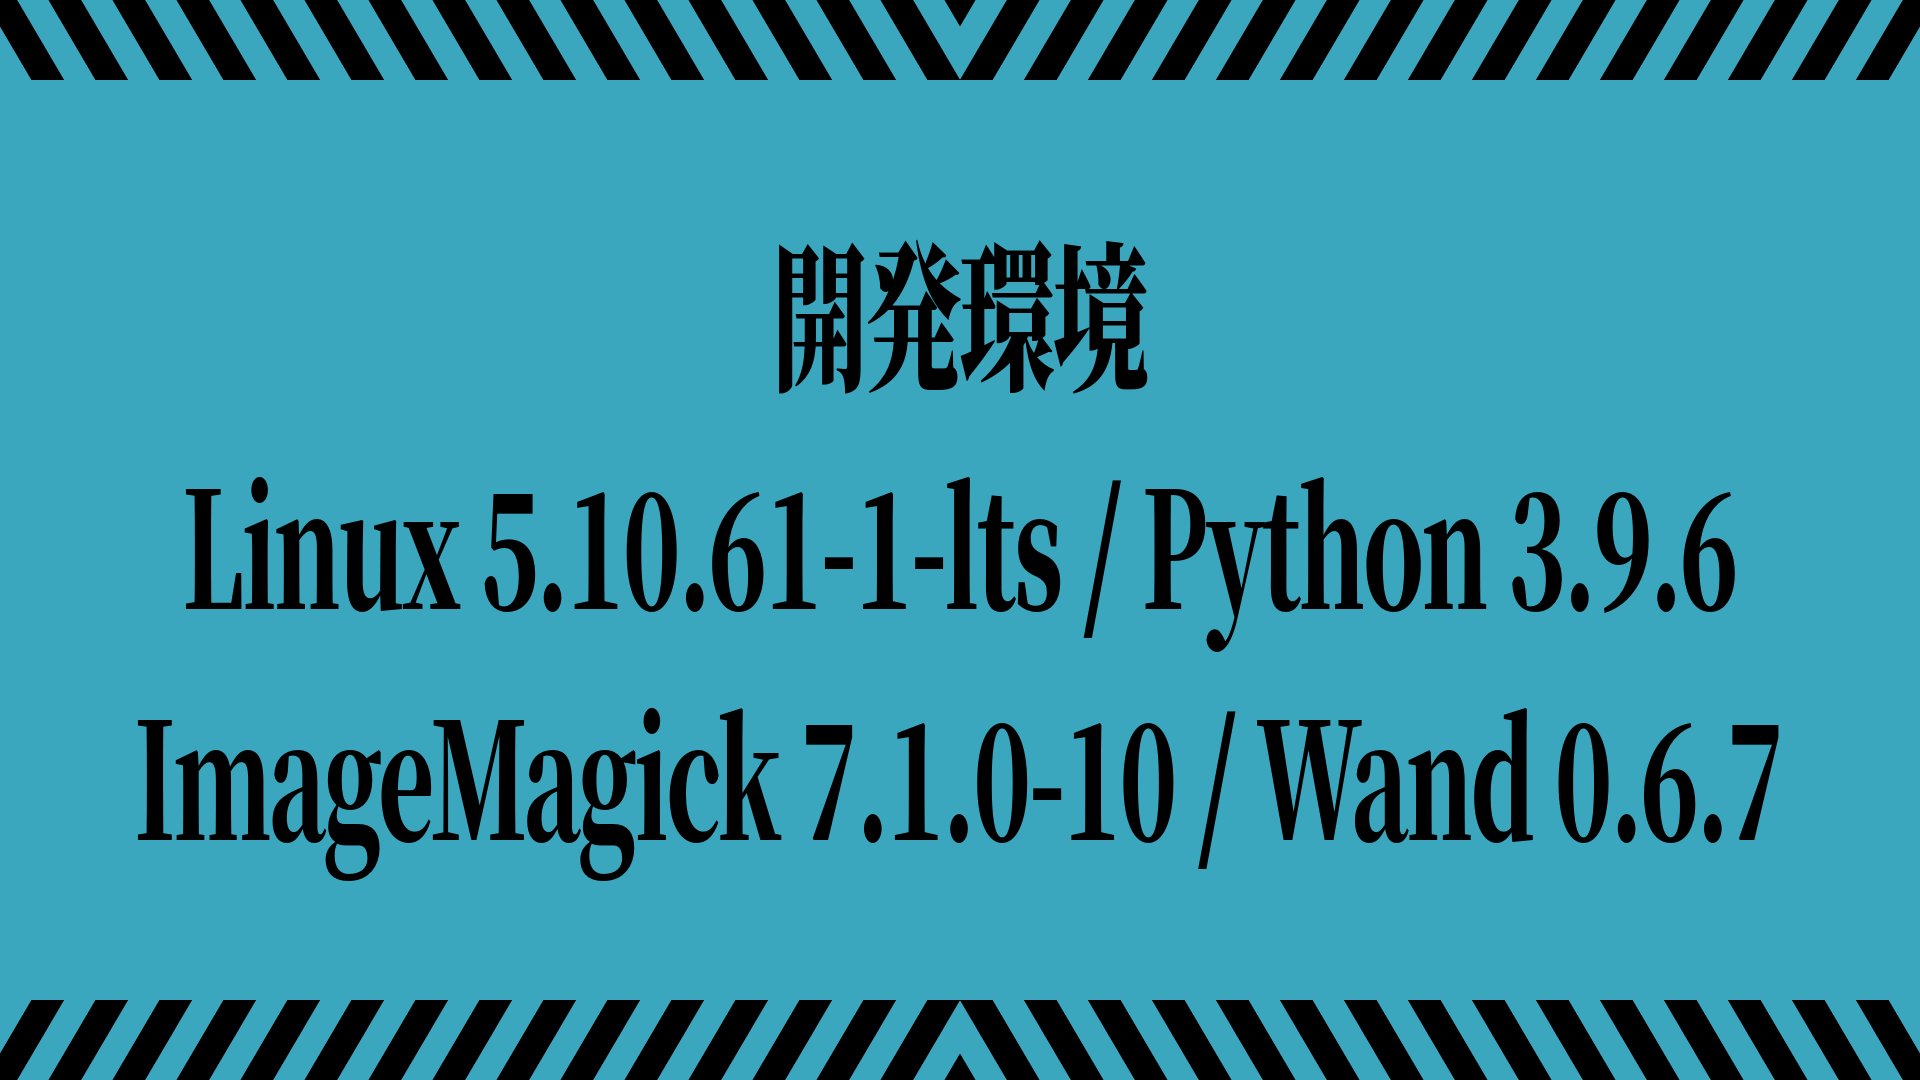 開発環境
Linux 5.10.61-1-lts / Python 3.9.6
ImageMagick 7.1.0-10 / Wand 0.6.7